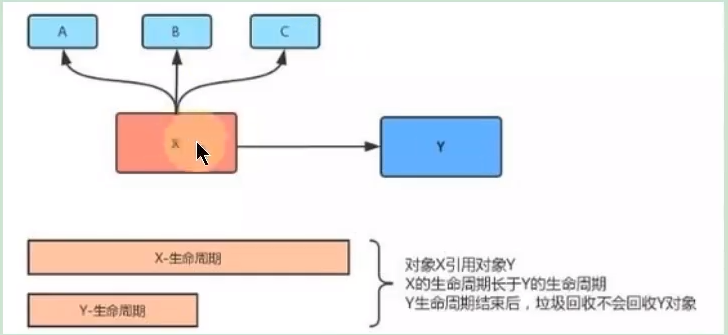 A
B
C
X
Y
X-生命周期
Y-生命周期
对象X引用对象Y
X的生命周期长于Y的生命周期
Y生命周期结束后，垃圾回收不会回收Y对象